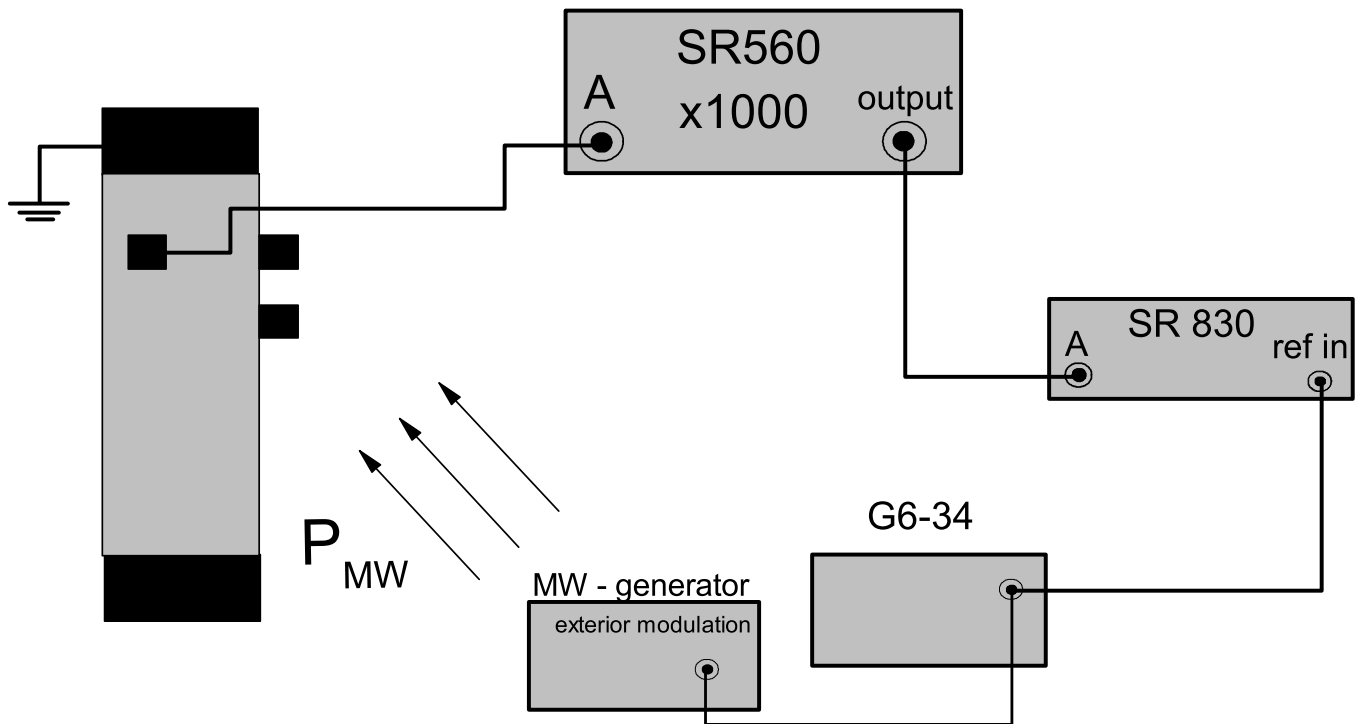 SR560
A
x1000
output
SR 830
A
ref in
G6-34
P MW
MW - generator
exterior modulation